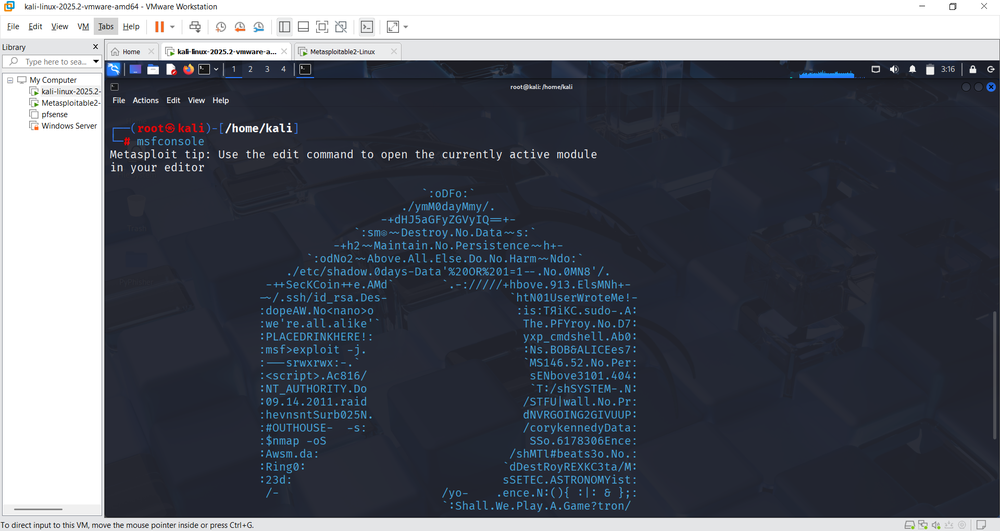 kali-linux-2025.2-vmware-amd64 - VMware Workstation
File Edit View VM Tabs Help
Library
Home
kali-linux-2025.2-vmware-a...
Metasploitable2-Linux
Type here to sea...
My Computer
kali-linux-2025.2-
Metasploitable2-
pfsense
Windows Server
1 2 3 4
3:16
root@kali: /home/kali
File Actions Edit View Help
┌──(root㉿kali)-[/home/kali]
└─# msfconsole
Metasploit tip: Use the edit command to open the currently active module
in your editor
`:oDFo:`
./ymM0dayMmy/.
-+dHJ5aGFyZGVyIQ==+-
`:sm⊚~~Destroy.No.Data~~s:`
-+h2~~Maintain.No.Persistence~~h+-
`:odNo2~~Above.All.Else.Do.No.Harm~~Ndo:`
./etc/shadow.0days-Data'%20OR%201=1--.No.0MN8'/.
-++SecKCoin++e.AMd` `.-://///+hbove.913.ElsMNh+-
-~/.ssh/id_rsa.Des- `htN01UserWroteMe!-
:dopeAW.No<nano>o :is:TЯiKC.sudo-.A:
:we're.all.alike'` The.PFYroy.No.D7:
:PLACEDRINKHERE!: yxp_cmdshell.Ab0:
:msf>exploit -j. :Ns.BOB&ALICEes7:
:---srwxrwx:-.` `MS146.52.No.Per:
:<script>.Ac816/ sENbove3101.404:
:NT_AUTHORITY.Do `T:/shSYSTEM-.N:
:09.14.2011.raid /STFU|wall.No.Pr:
:hevnsntSurb025N. dNVRGOING2GIVUUP:
:#OUTHOUSE- -s: /corykennedyData:
:$nmap -oS SSo.6178306Ence:
:Awsm.da: /shMTl#beats3o.No.:
:Ring0: `dDestRoyREXKC3ta/M:
:23d: sSETEC.ASTRONOMYist:
/- /yo- .ence.N:(){ :|: & };:
`:Shall.We.Play.A.Game?tron/
Trash
PyPhisher
To direct input to this VM, move the mouse pointer inside or press Ctrl+G.